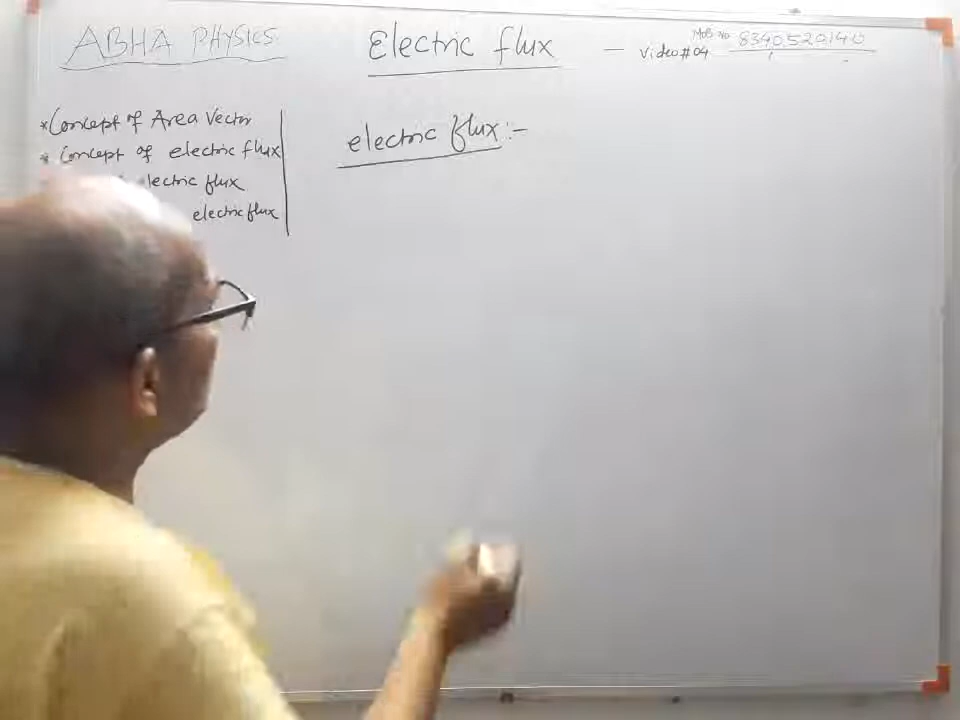 ABHA PHYSICS
Electric flux — Video#04
Mob No 8340520140
*Concept of Area Vector
* Concept of electric flux
electric flux
electric flux
electric flux:-